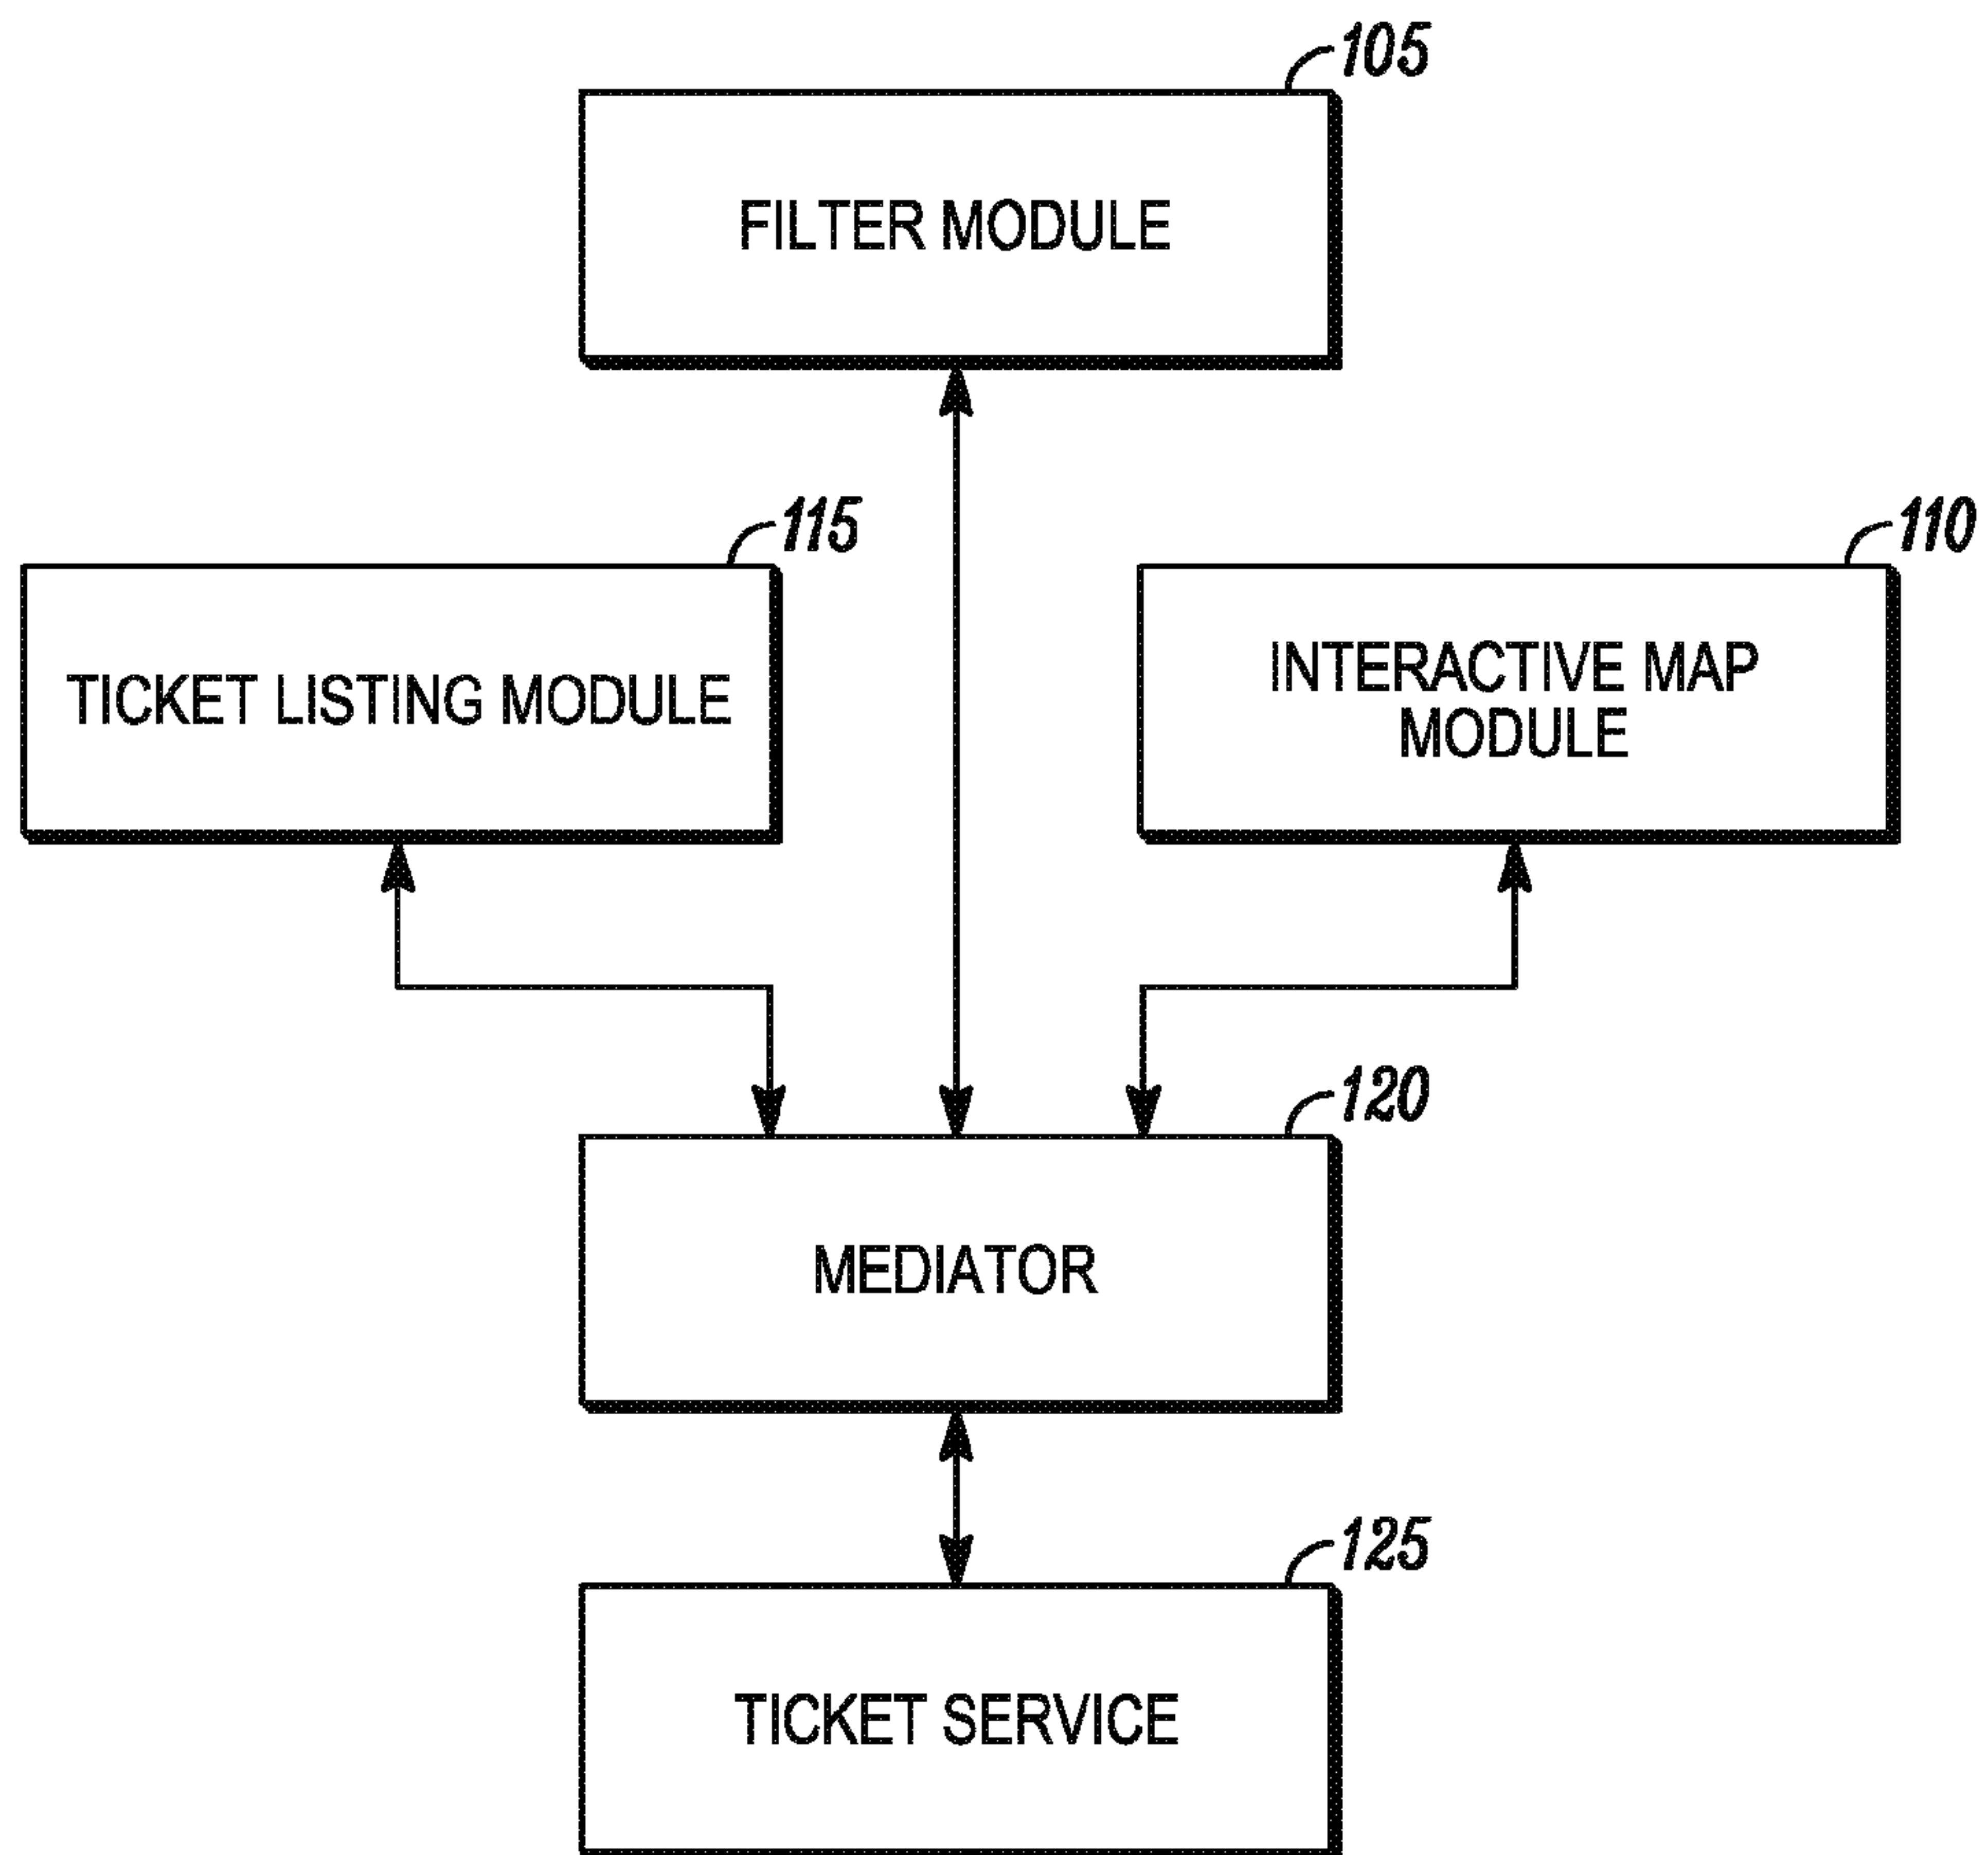 105
FILTER MODULE
115
110
TICKET LISTING MODULE
INTERACTIVE MAP
MODULE
120
MEDIATOR
125
TICKET SERVICE